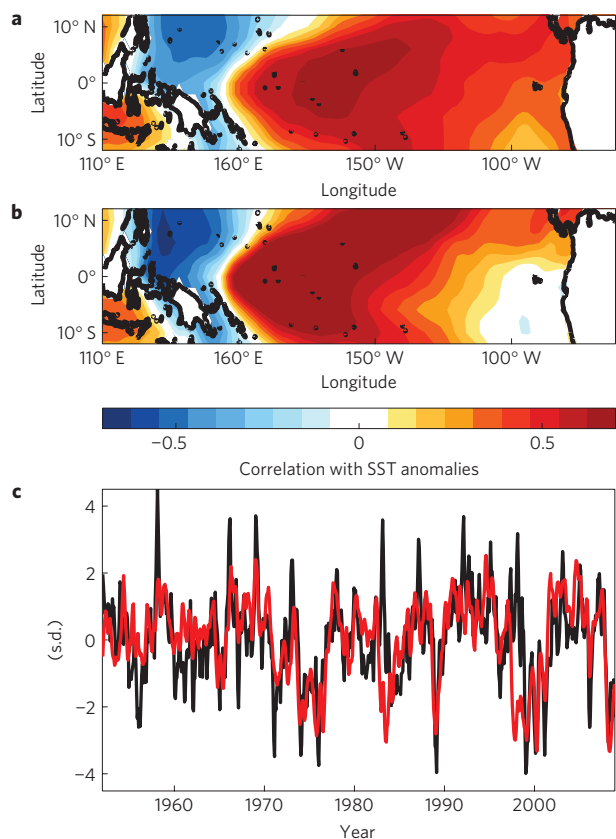 a
10° N
0°
10° S
Latitude
110° E
160° E
150° W
100° W
Longitude
b
10° N
0°
10° S
Latitude
110° E
160° E
150° W
100° W
Longitude
−0.5
0
0.5
Correlation with SST anomalies
c
4
2
0
−2
−4
(s.d.)
1960
1970
1980
1990
2000
Year